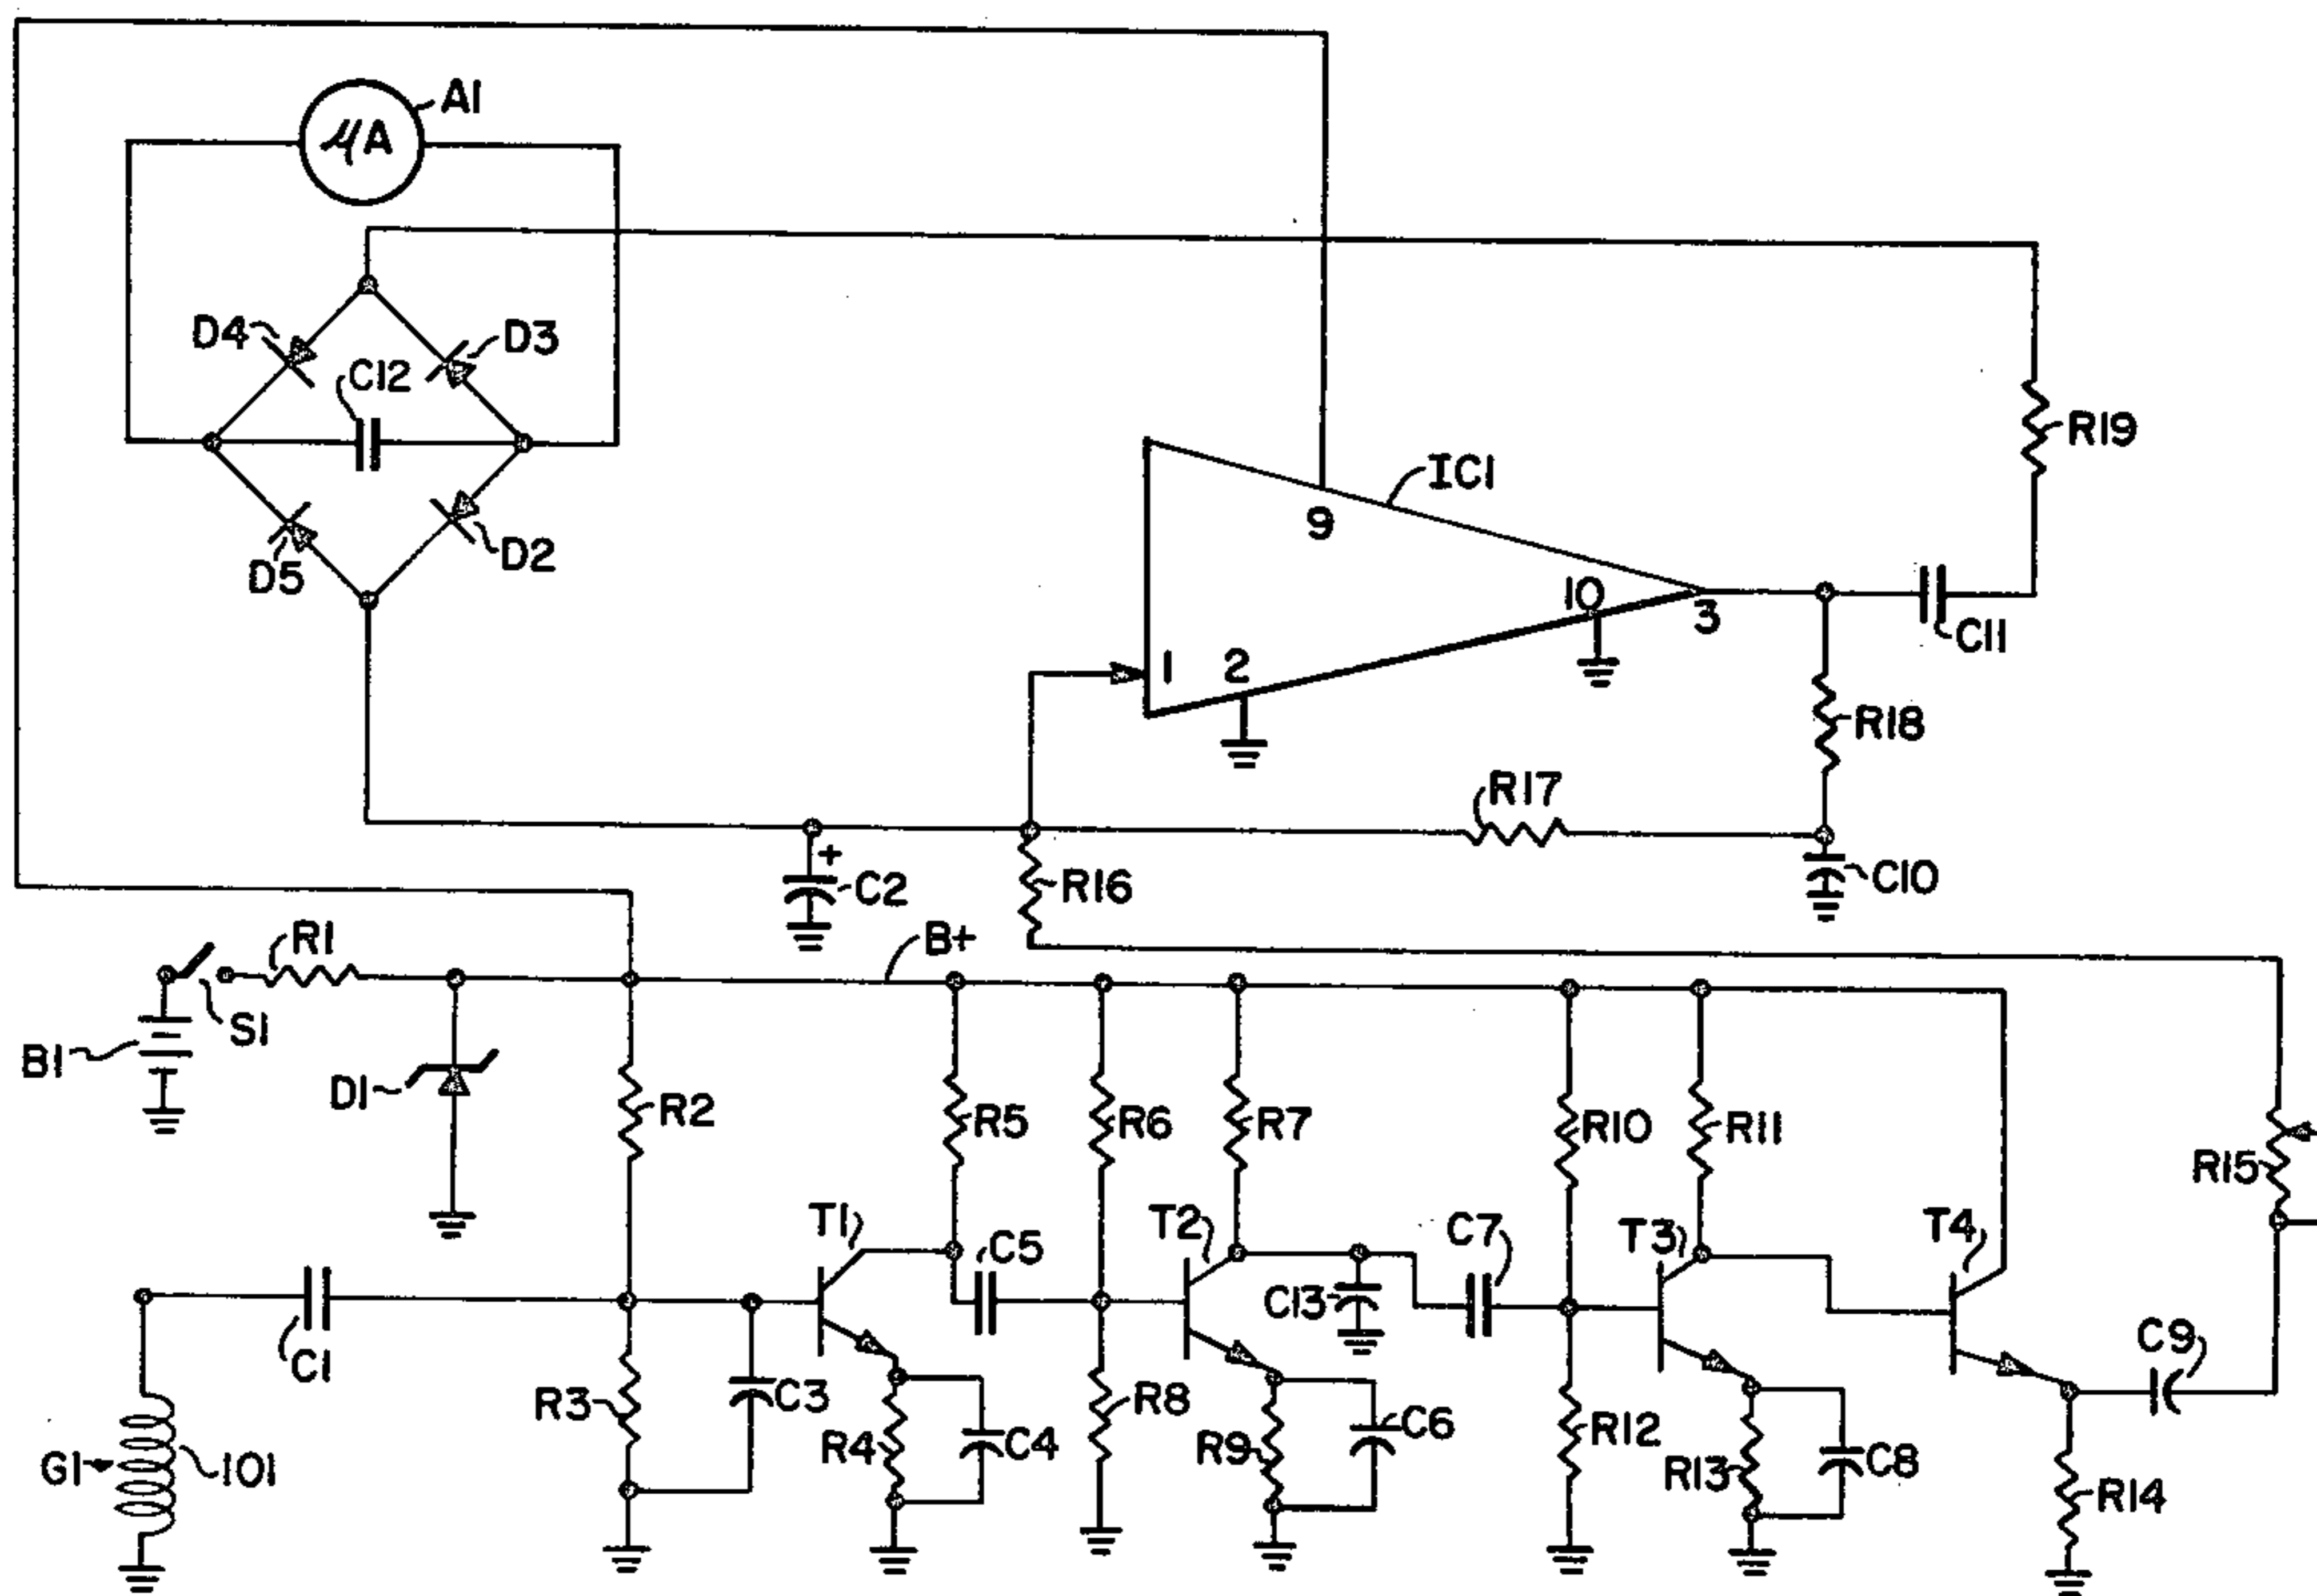 A1
μA
D4
D3
C12
R19
IC1
9
D5
D2
10
3
C11
1
2
R18
R17
C2
+
R16
C10
R1
B+
B1
S1
D1
R2
R5
R6
R7
R10
R11
R15
T1
C5
T2
C7
T3
T4
C13
C1
C9
R3
C3
R4
C4
R8
R9
C6
R12
R13
C8
R14
G1
101